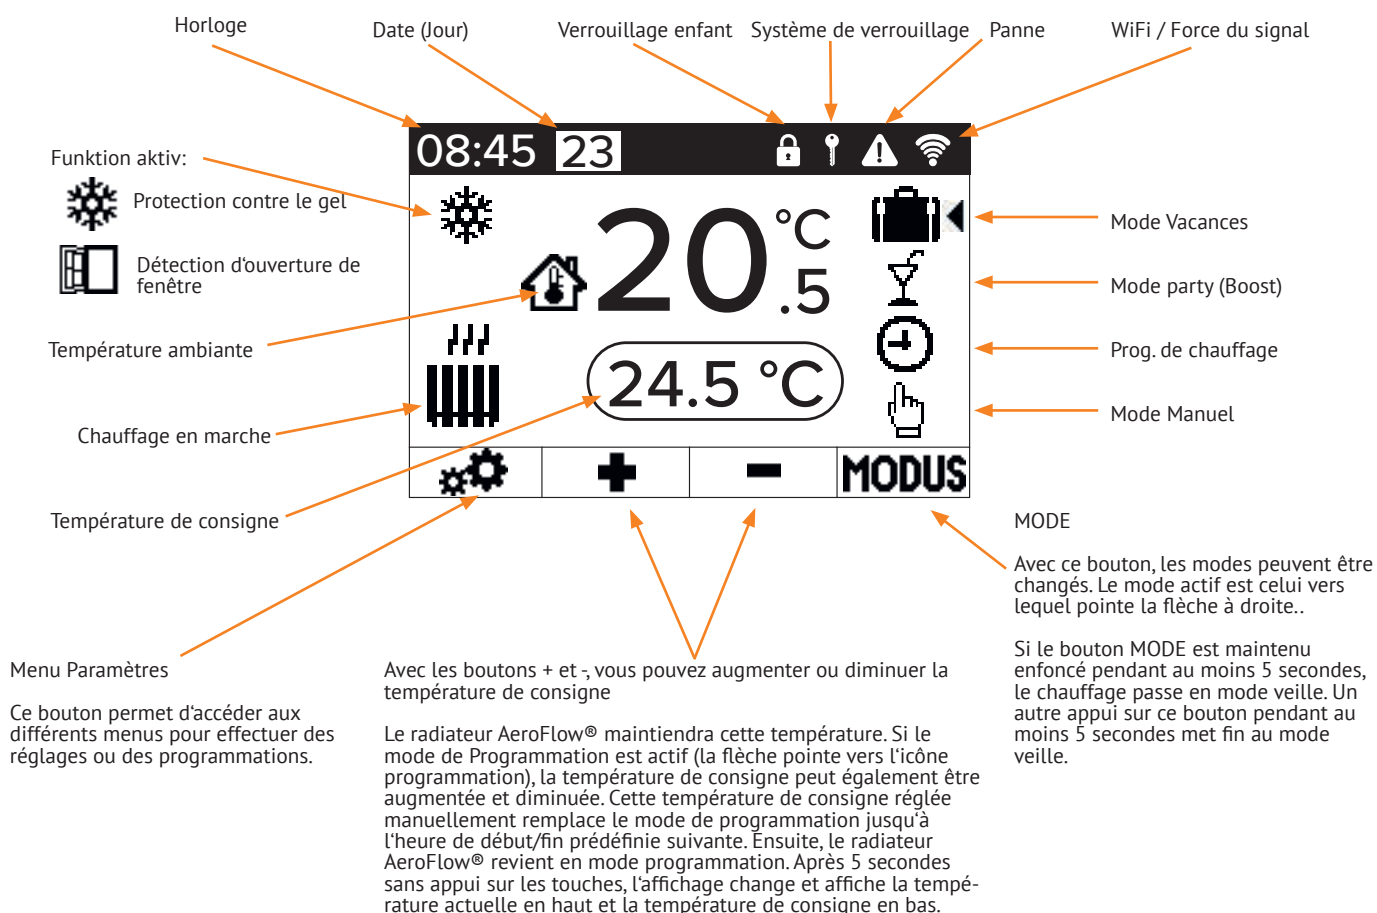 Horloge
Date (Jour)
Verrouillage enfant
Système de verrouillage
Panne
WiFi / Force du signal
08:45 23
Funktion aktiv:
Protection contre le gel
Détection d‘ouverture de
fenêtre
Température ambiante
Chauffage en marche
Température de consigne
20.5 °C
24.5 °C
Mode Vacances
Mode party (Boost)
Prog. de chauffage
Mode Manuel
+ - MODUS
Menu Paramètres
Ce bouton permet d‘accéder aux
différents menus pour effectuer des
réglages ou des programmations.
Avec les boutons + et -, vous pouvez augmenter ou diminuer la
température de consigne
Le radiateur AeroFlow® maintiendra cette température. Si le
mode de Programmation est actif (la flèche pointe vers l‘icône
programmation), la température de consigne peut également être
augmentée et diminuée. Cette température de consigne réglée
manuellement remplace le mode de programmation jusqu‘à
l‘heure de début/fin prédéfinie suivante. Ensuite, le radiateur
AeroFlow® revient en mode programmation. Après 5 secondes
sans appui sur les touches, l‘affichage change et affiche la tempé-
rature actuelle en haut et la température de consigne en bas.
MODE
Avec ce bouton, les modes peuvent être
changés. Le mode actif est celui vers
lequel pointe la flèche à droite..
Si le bouton MODE est maintenu
enfoncé pendant au moins 5 secondes,
le chauffage passe en mode veille. Un
autre appui sur ce bouton pendant au
moins 5 secondes met fin au mode
veille.